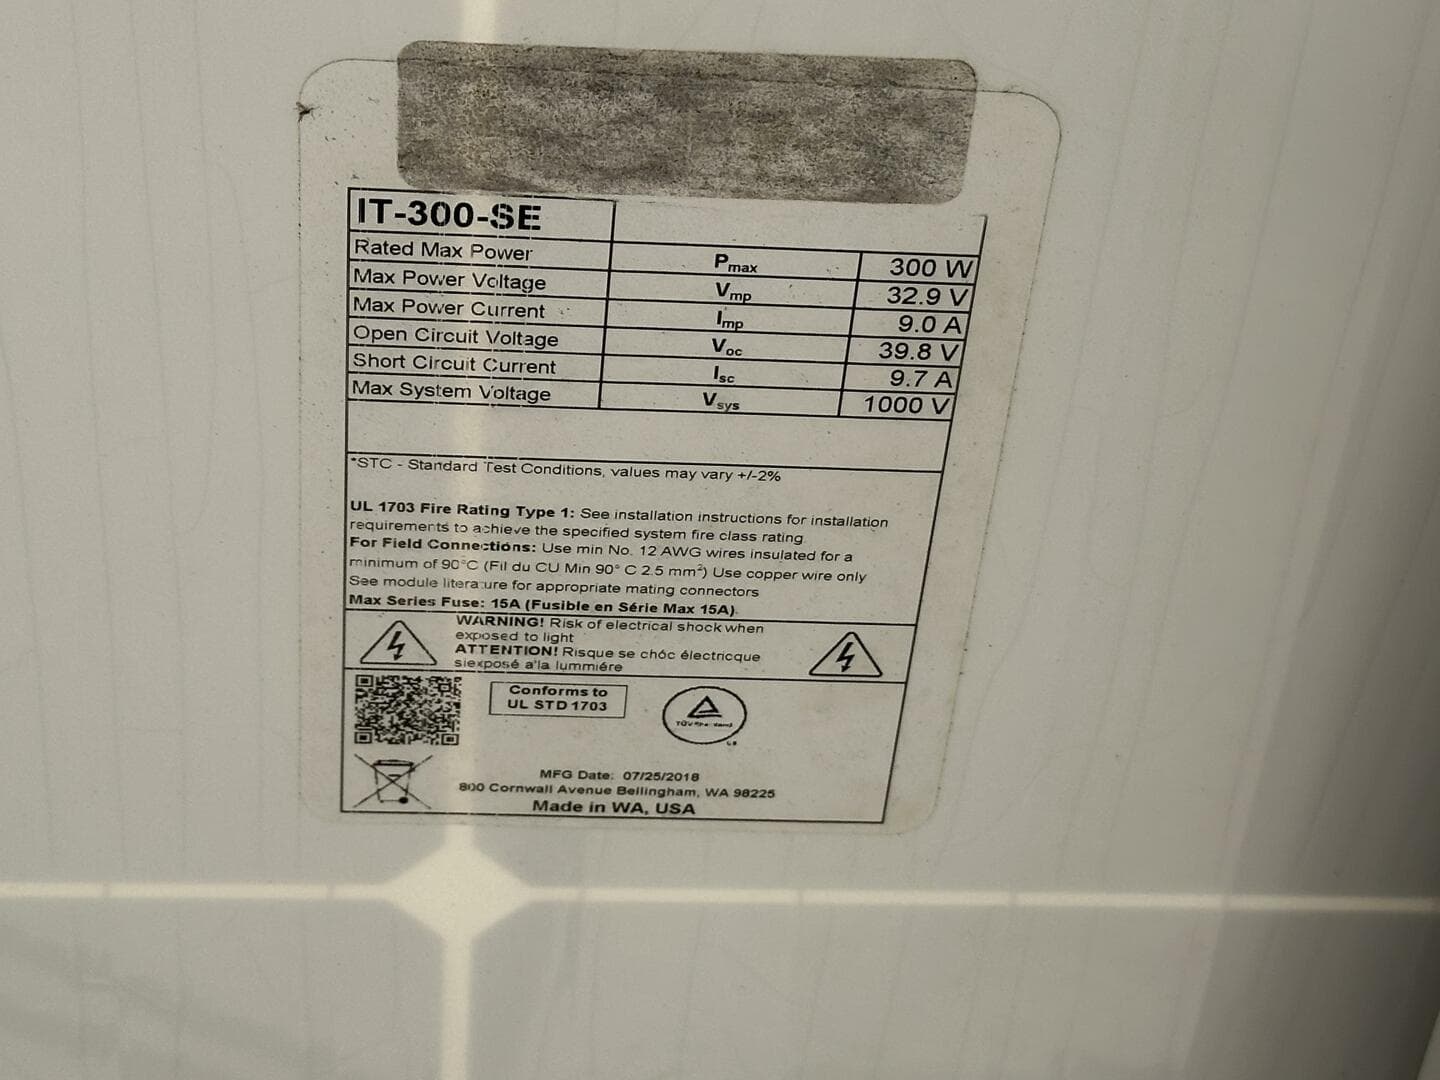 IT-300-SE
Rated Max Power Pmax 300 W
Max Power Voltage Vmp 32.9 V
Max Power Current Imp 9.0 A
Open Circuit Voltage Voc 39.8 V
Short Circuit Current Isc 9.7 A
Max System Voltage Vsys 1000 V
*STC - Standard Test Conditions, values may vary +/-2%
UL 1703 Fire Rating Type 1: See installation instructions for installation
requirements to achieve the specified system fire class rating
For Field Connections: Use min No. 12 AWG wires insulated for a
minimum of 90°C (Fil du CU Min 90° C 2.5 mm²) Use copper wire only
See module literature for appropriate mating connectors
Max Series Fuse: 15A (Fusible en Série Max 15A).
WARNING! Risk of electrical shock when
exposed to light
ATTENTION! Risque se chóc électricque
siexposé a'la lummiére
Conforms to
UL STD 1703
TÜV
MFG Date: 07/25/2018
800 Cornwall Avenue Bellingham, WA 98225
Made in WA, USA